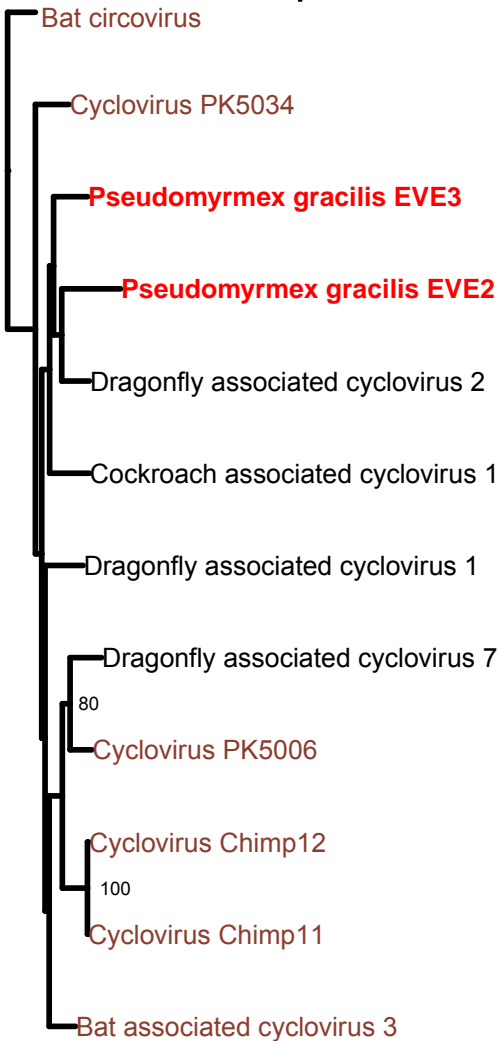 Bat circovirus
Cyclovirus PK5034
Pseudomyrmex gracilis EVE3
Pseudomyrmex gracilis EVE2
Dragonfly associated cyclovirus 2
Cockroach associated cyclovirus 1
Dragonfly associated cyclovirus 1
Dragonfly associated cyclovirus 7
80
Cyclovirus PK5006
Cyclovirus Chimp12
100
Cyclovirus Chimp11
Bat associated cyclovirus 3